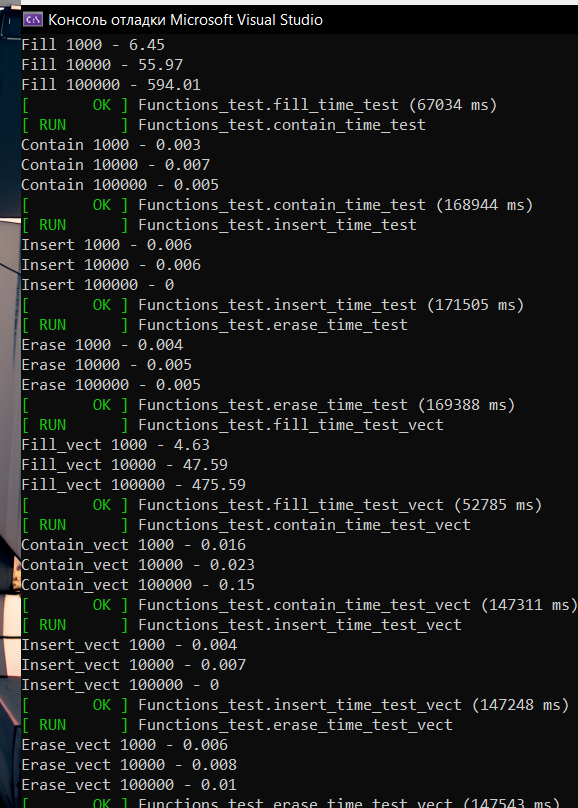 Консоль отладки Microsoft Visual Studio
Fill 1000 - 6.45
Fill 10000 - 55.97
Fill 100000 - 594.01
[       OK ] Functions_test.fill_time_test (67034 ms)
[ RUN      ] Functions_test.contain_time_test
Contain 1000 - 0.003
Contain 10000 - 0.007
Contain 100000 - 0.005
[       OK ] Functions_test.contain_time_test (168944 ms)
[ RUN      ] Functions_test.insert_time_test
Insert 1000 - 0.006
Insert 10000 - 0.006
Insert 100000 - 0
[       OK ] Functions_test.insert_time_test (171505 ms)
[ RUN      ] Functions_test.erase_time_test
Erase 1000 - 0.004
Erase 10000 - 0.005
Erase 100000 - 0.005
[       OK ] Functions_test.erase_time_test (169388 ms)
[ RUN      ] Functions_test.fill_time_test_vect
Fill_vect 1000 - 4.63
Fill_vect 10000 - 47.59
Fill_vect 100000 - 475.59
[       OK ] Functions_test.fill_time_test_vect (52785 ms)
[ RUN      ] Functions_test.contain_time_test_vect
Contain_vect 1000 - 0.016
Contain_vect 10000 - 0.023
Contain_vect 100000 - 0.15
[       OK ] Functions_test.contain_time_test_vect (147311 ms)
[ RUN      ] Functions_test.insert_time_test_vect
Insert_vect 1000 - 0.004
Insert_vect 10000 - 0.007
Insert_vect 100000 - 0
[       OK ] Functions_test.insert_time_test_vect (147248 ms)
[ RUN      ] Functions_test.erase_time_test_vect
Erase_vect 1000 - 0.006
Erase_vect 10000 - 0.008
Erase_vect 100000 - 0.01
[       OK ] Functions_test.erase_time_test_vect (147543 ms)